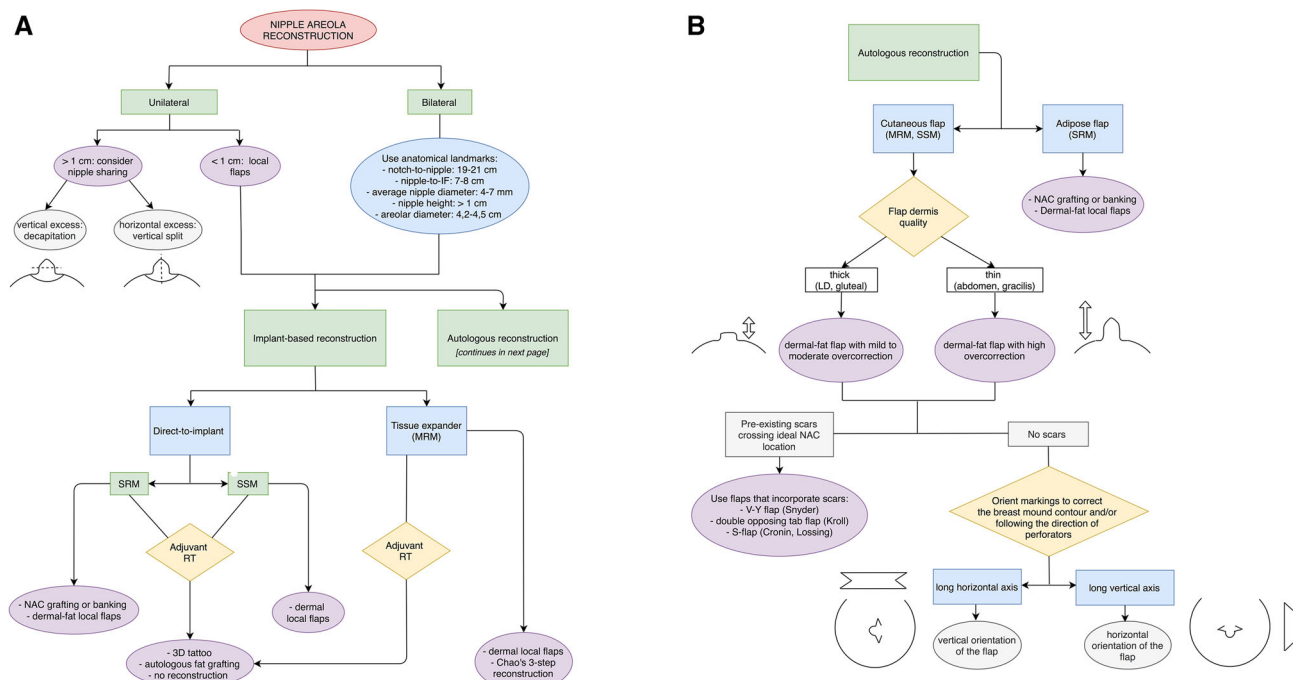 A
NIPPLE AREOLA
RECONSTRUCTION
Unilateral
Bilateral
> 1 cm: consider
nipple sharing
< 1 cm: local
flaps
Use anatomical landmarks:
- notch-to-nipple: 19-21 cm
- nipple-to-IF: 7-8 cm
- average nipple diameter: 4-7 mm
- nipple height: > 1 cm
- areolar diameter: 4,2-4,5 cm
vertical excess:
decapitation
horizontal excess:
vertical split
Implant-based reconstruction
Autologous reconstruction
[continues in next page]
Direct-to-implant
Tissue expander
(MRM)
SRM
SSM
Adjuvant
RT
Adjuvant
RT
- NAC grafting or banking
- dermal-fat local flaps
- dermal
local flaps
- 3D tattoo
- autologous fat grafting
- no reconstruction
- dermal local flaps
- Chao's 3-step
reconstruction
B
Autologous reconstruction
Cutaneous flap
(MRM, SSM)
Adipose flap
(SRM)
- NAC grafting or banking
- Dermal-fat local flaps
Flap dermis
quality
thick
(LD, gluteal)
thin
(abdomen, gracilis)
dermal-fat flap with mild to
moderate overcorrection
dermal-fat flap with high
overcorrection
Pre-existing scars
crossing ideal NAC
location
No scars
Use flaps that incorporate scars:
- V-Y flap (Snyder)
- double opposing tab flap (Kroll)
- S-flap (Cronin, Lossing)
Orient markings to correct
the breast mound contour and/or
following the direction of
perforators
long horizontal axis
long vertical axis
vertical orientation
of the flap
horizontal
orientation of the
flap